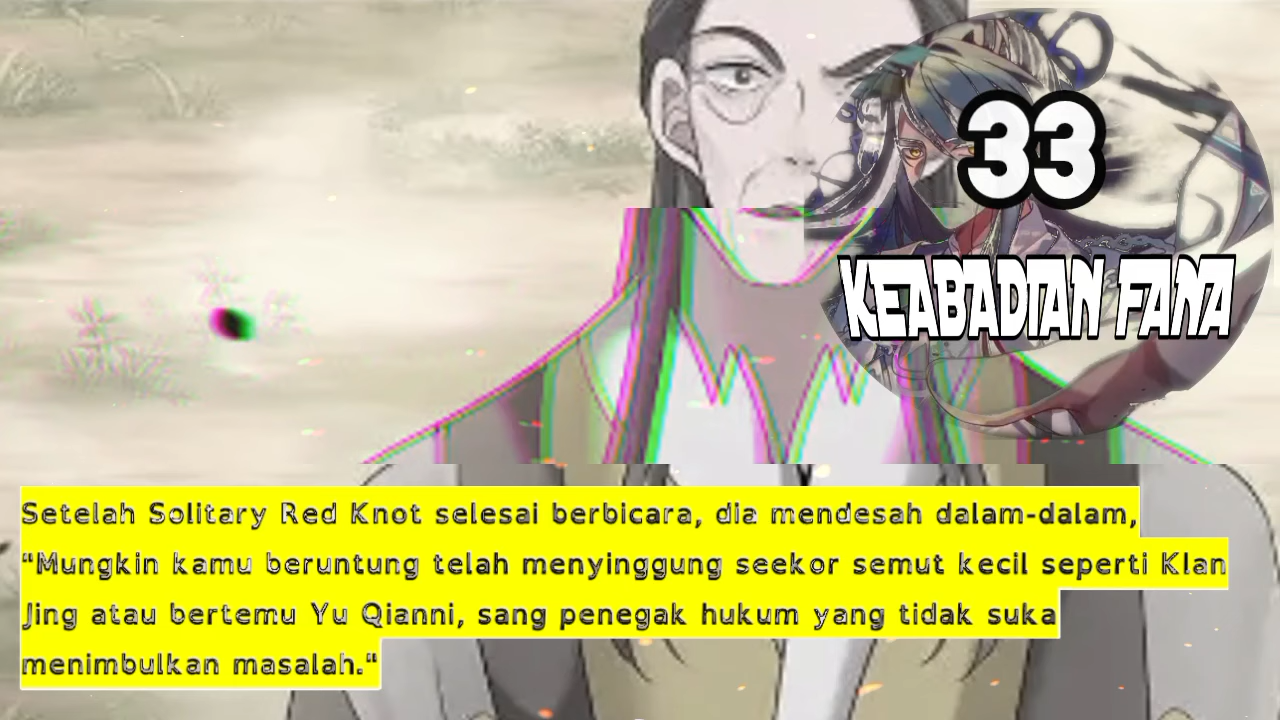 33
KEABADIAN FANA
Setelah Solitary Red Knot selesai berbicara, dia mendesah dalam-dalam,
"Mungkin kamu beruntung telah menyinggung seekor semut kecil seperti Klan
Jing atau bertemu Yu Qianni, sang penegak hukum yang tidak suka
menimbulkan masalah."